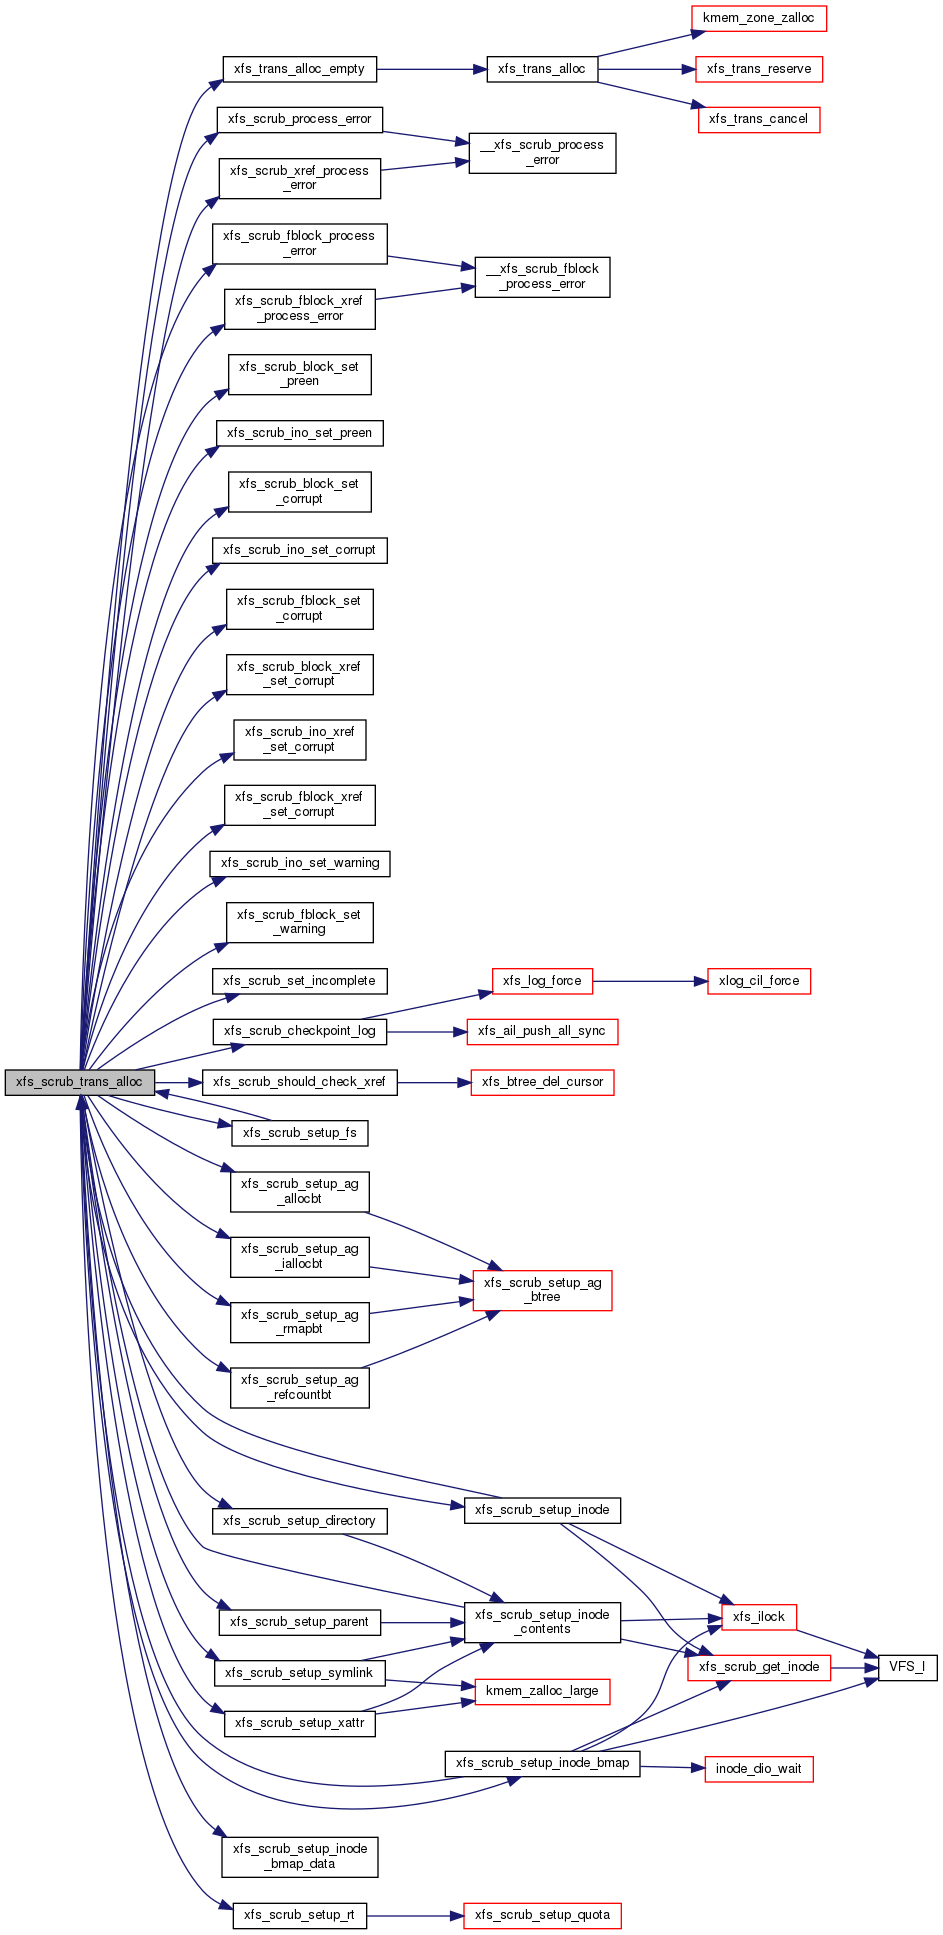 kmem_zone_zalloc
xfs_trans_alloc_empty
xfs_trans_alloc
xfs_trans_reserve
xfs_trans_cancel
xfs_scrub_process_error
__xfs_scrub_process
_error
xfs_scrub_xref_process
_error
xfs_scrub_fblock_process
_error
__xfs_scrub_fblock
_process_error
xfs_scrub_fblock_xref
_process_error
xfs_scrub_block_set
_preen
xfs_scrub_ino_set_preen
xfs_scrub_block_set
_corrupt
xfs_scrub_ino_set_corrupt
xfs_scrub_fblock_set
_corrupt
xfs_scrub_block_xref
_set_corrupt
xfs_scrub_ino_xref
_set_corrupt
xfs_scrub_fblock_xref
_set_corrupt
xfs_scrub_ino_set_warning
xfs_scrub_fblock_set
_warning
xfs_scrub_set_incomplete
xfs_log_force
xlog_cil_force
xfs_scrub_checkpoint_log
xfs_ail_push_all_sync
xfs_scrub_trans_alloc
xfs_scrub_should_check_xref
xfs_btree_del_cursor
xfs_scrub_setup_fs
xfs_scrub_setup_ag
_allocbt
xfs_scrub_setup_ag
_iallocbt
xfs_scrub_setup_ag
_btree
xfs_scrub_setup_ag
_rmapbt
xfs_scrub_setup_ag
_refcountbt
xfs_scrub_setup_inode
xfs_scrub_setup_directory
xfs_scrub_setup_inode
_contents
xfs_ilock
xfs_scrub_setup_parent
xfs_scrub_get_inode
VFS_I
xfs_scrub_setup_symlink
kmem_zalloc_large
xfs_scrub_setup_xattr
xfs_scrub_setup_inode_bmap
inode_dio_wait
xfs_scrub_setup_inode
_bmap_data
xfs_scrub_setup_rt
xfs_scrub_setup_quota